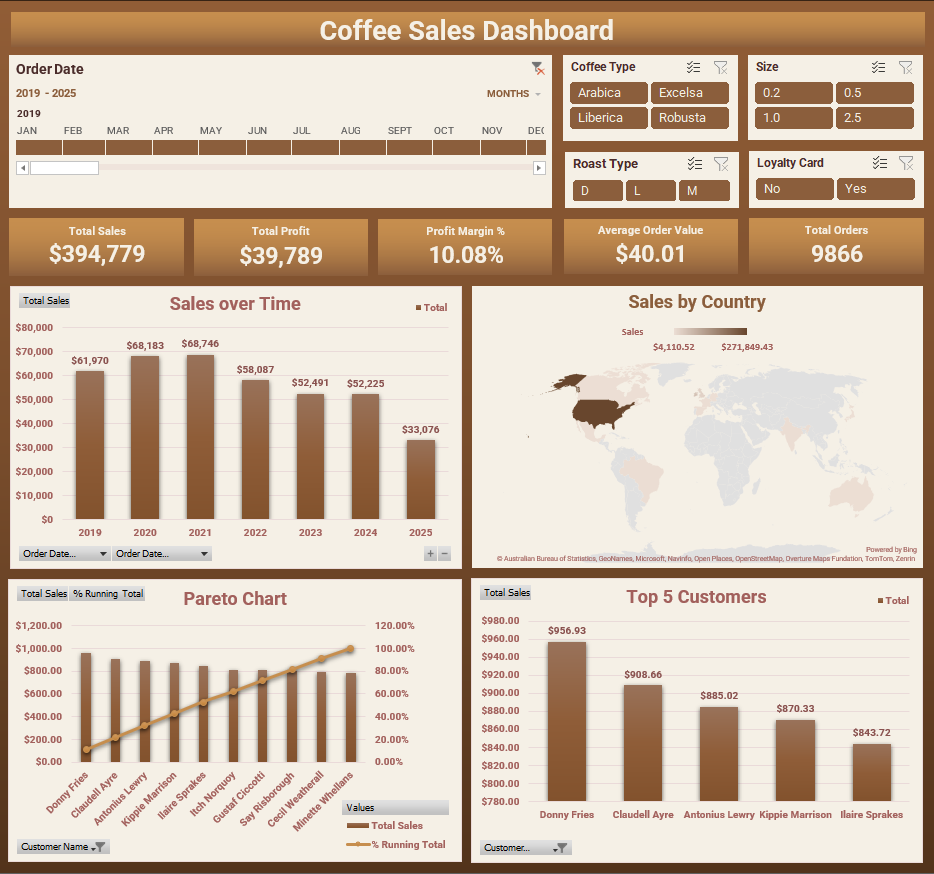 Coffee Sales Dashboard
Order Date
2019 - 2025
MONTHS
2019
JAN FEB MAR APR MAY JUN JUL AUG SEPT OCT NOV DEC
Coffee Type
Arabica Excelsa
Liberica Robusta
Size
0.2 0.5
1.0 2.5
Roast Type
D L M
Loyalty Card
No Yes
Total Sales
$394,779
Total Profit
$39,789
Profit Margin %
10.08%
Average Order Value
$40.01
Total Orders
9866
Total Sales
Sales over Time
Total
$80,000
$70,000
$60,000
$50,000
$40,000
$30,000
$20,000
$10,000
$0
$61,970
$68,183
$68,746
$58,087
$52,491
$52,225
$33,076
2019 2020 2021 2022 2023 2024 2025
Order Date... Order Date...
+ −
Sales by Country
Sales
$4,110.52 $271,849.43
Powered by Bing
© Australian Bureau of Statistics, GeoNames, Microsoft, Navinfo, Open Places, OpenStreetMap, Overture Maps Fundation, TomTom, Zenrin
Total Sales % Running Total
Pareto Chart
$1,200.00
$1,000.00
$800.00
$600.00
$400.00
$200.00
$0.00
120.00%
100.00%
80.00%
60.00%
40.00%
20.00%
0.00%
Donny Fries
Claudell Ayre
Antonius Lewry
Kippie Marrison
Ilaire Sprakes
Itch Norquoy
Gustaf Ciccotti
Say Risborough
Cecil Weatherall
Minette Whellans
Values
Total Sales
% Running Total
Customer Name
Total Sales
Top 5 Customers
Total
$980.00
$960.00
$940.00
$920.00
$900.00
$880.00
$860.00
$840.00
$820.00
$800.00
$780.00
$956.93
$908.66
$885.02
$870.33
$843.72
Donny Fries Claudell Ayre Antonius Lewry Kippie Marrison Ilaire Sprakes
Customer...